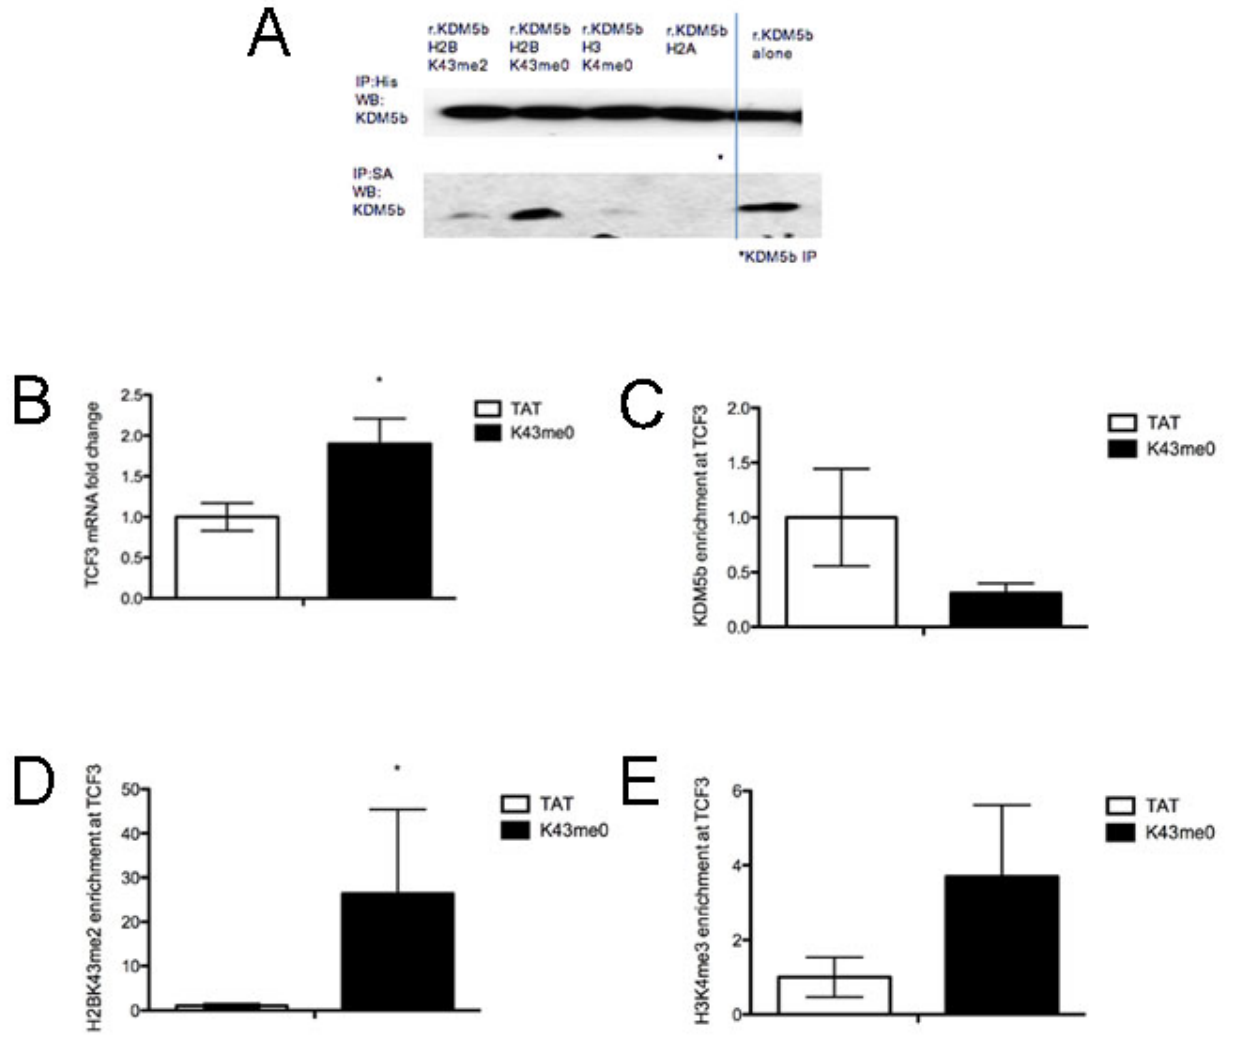 A
r.KDM5b
H2B
K43me2
r.KDM5b
H2B
K43me0
r.KDM5b
H3
K4me0
r.KDM5b
H2A
r.KDM5b
alone
IP:His
WB:
KDM5b
IP:SA
WB:
KDM5b
*KDM5b IP
B
TCF3 mRNA fold change
2.5
2.0
1.5
1.0
0.5
0.0
*
TAT
K43me0
C
KDM5b enrichment at TCF3
2.0
1.5
1.0
0.5
0.0
TAT
K43me0
D
H2BK43me2 enrichment at TCF3
50
40
30
20
10
0
*
TAT
K43me0
E
H3K4me3 enrichment at TCF3
6
4
2
0
TAT
K43me0